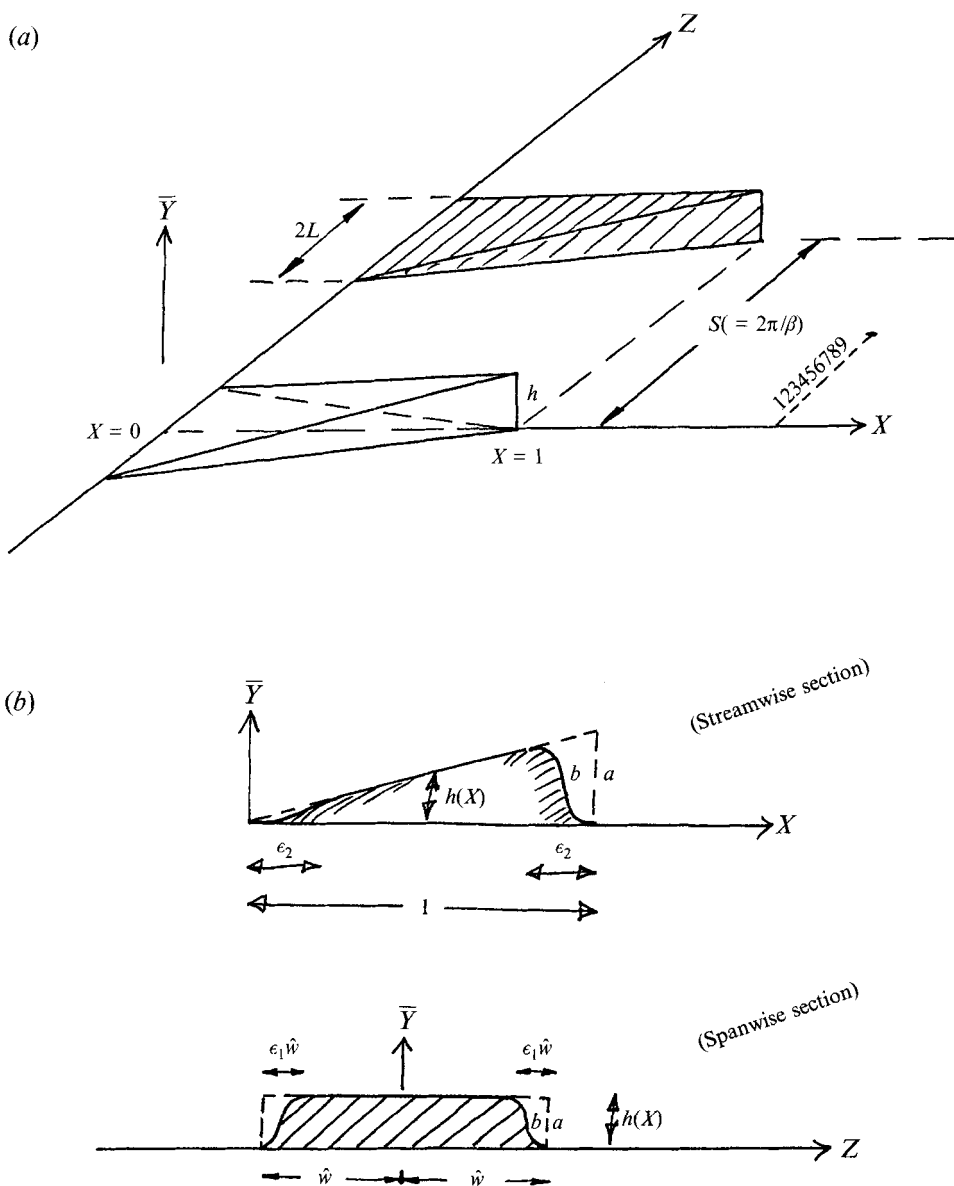 (a)
Z
Ȳ
2L
S( = 2π/β)
123456789
h
X = 0
X
X = 1
(b)
Ȳ
(Streamwise section)
b
a
h(X)
X
ϵ₂
ϵ₂
1
Ȳ
(Spanwise section)
ϵ₁ŵ
ϵ₁ŵ
b
a
h(X)
Z
ŵ
ŵ